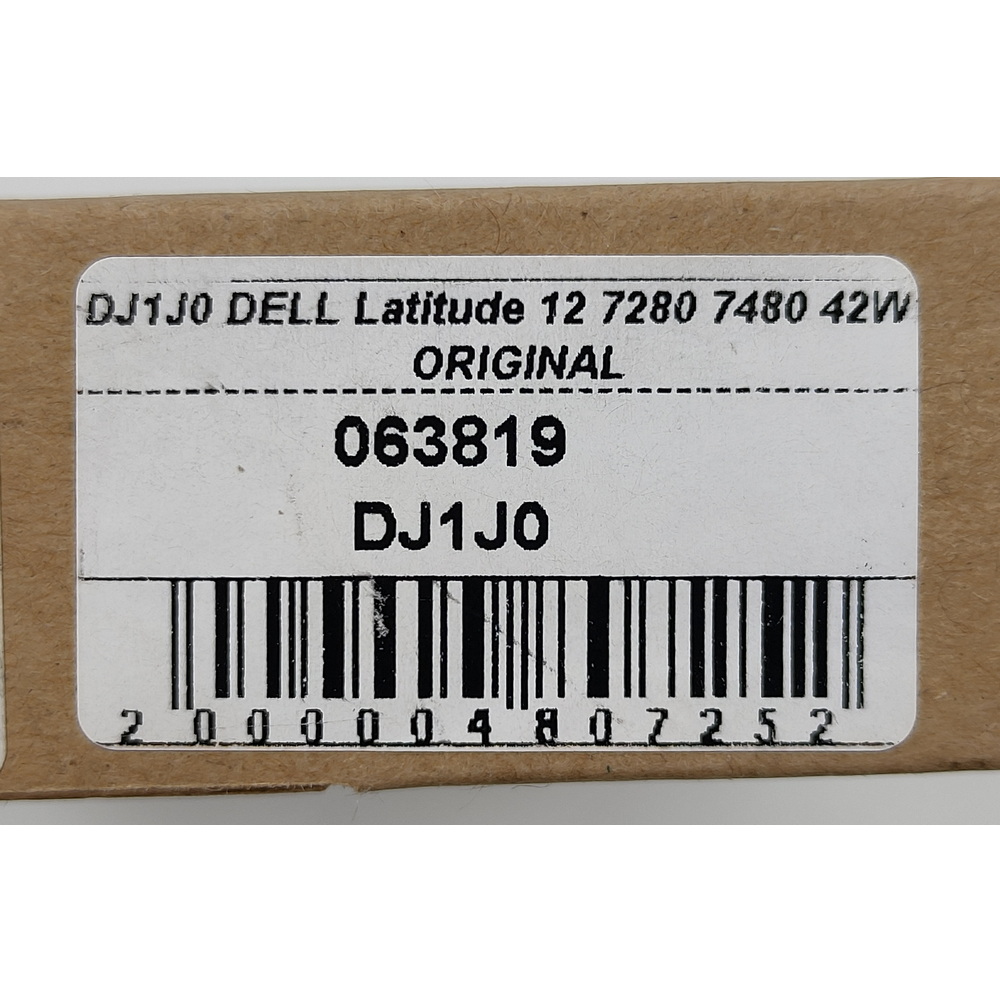 DJ1J0 DELL Latitude 12 7280 7480 42W
ORIGINAL
063819
DJ1J0
2000004807252